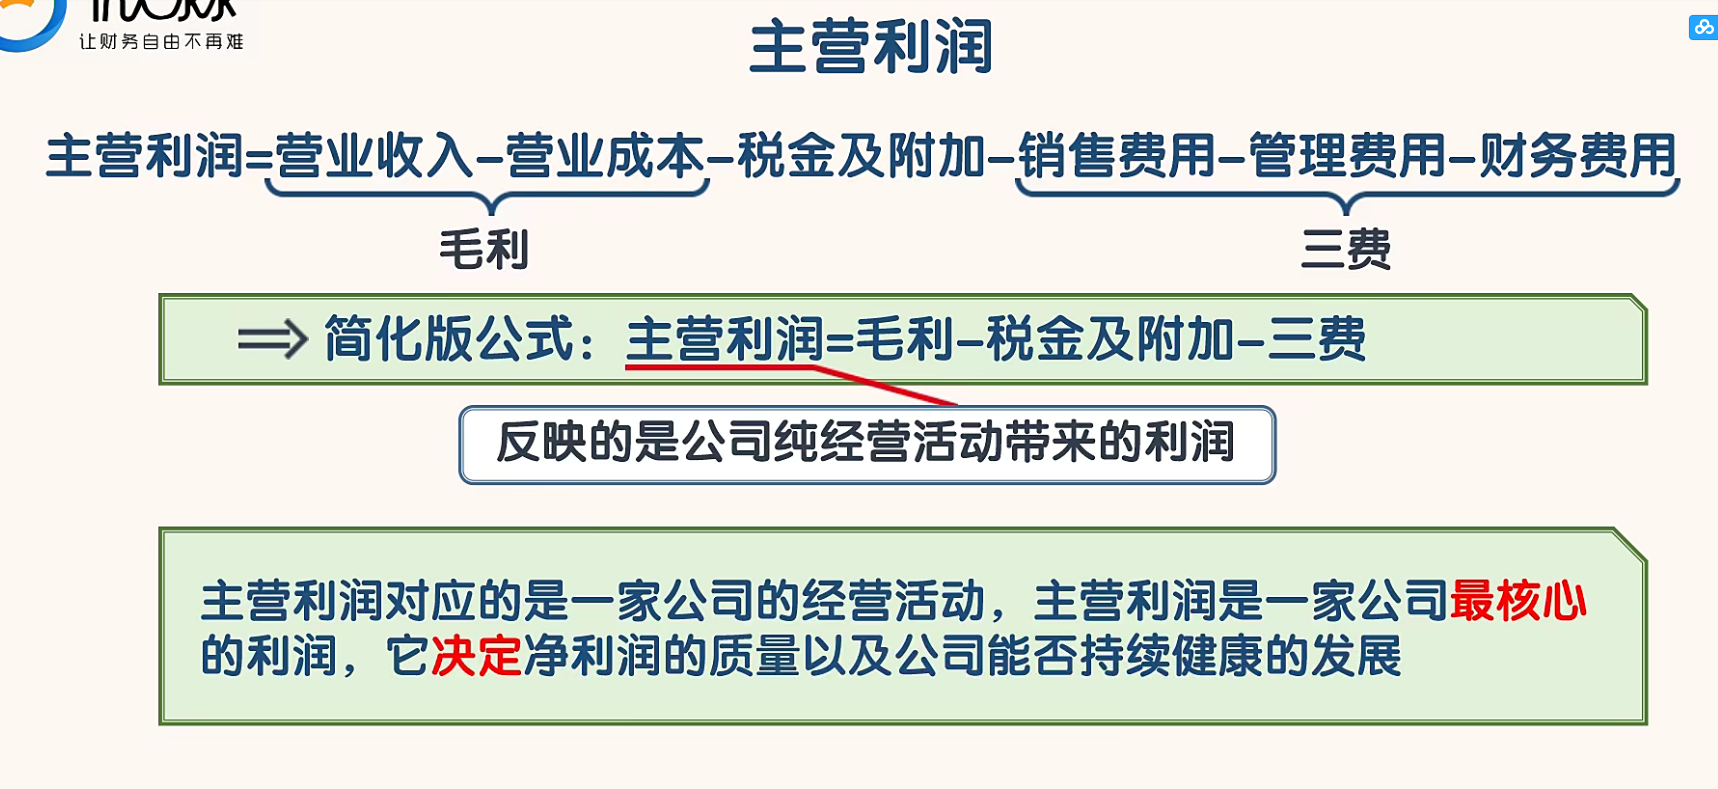 让财务自由不再难
主营利润
主营利润=营业收入-营业成本-税金及附加-销售费用-管理费用-财务费用
毛利
三费
简化版公式：主营利润=毛利-税金及附加-三费
反映的是公司纯经营活动带来的利润
主营利润对应的是一家公司的经营活动，主营利润是一家公司最核心
的利润，它决定净利润的质量以及公司能否持续健康的发展